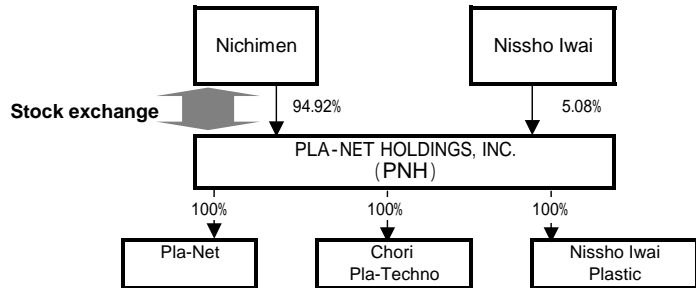 Nichimen
Nissho Iwai
Stock exchange
94.92%
5.08%
PLA-NET HOLDINGS, INC.
(PNH)
100%
100%
100%
Pla-Net
Chori
Pla-Techno
Nissho Iwai
Plastic